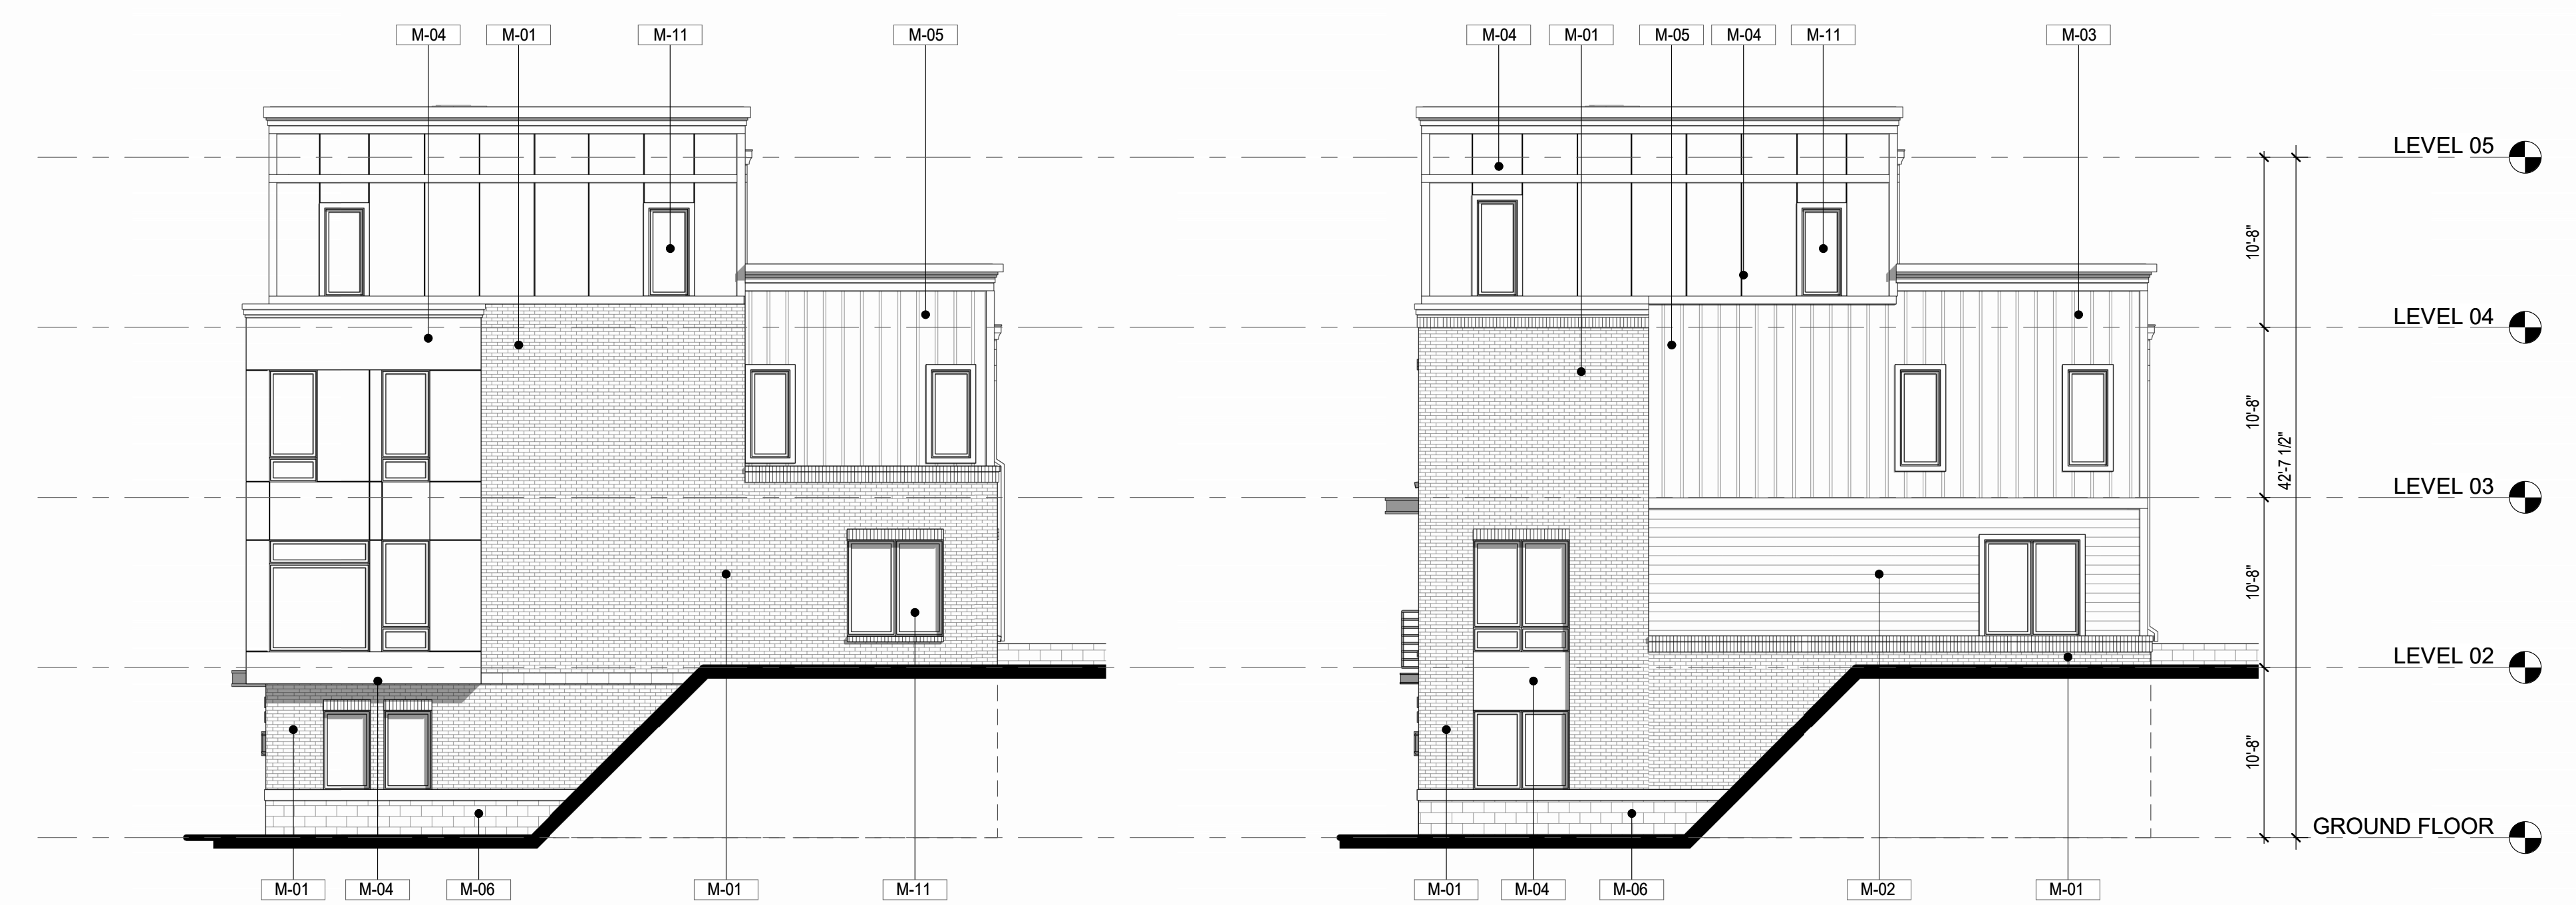 M-04 M-01 M-11 M-05 M-04 M-01 M-05 M-04 M-11 M-03
LEVEL 05
10'-8"
LEVEL 04
10'-8"
42'-7 1/2"
LEVEL 03
10'-8"
LEVEL 02
10'-8"
GROUND FLOOR
M-01 M-04 M-06 M-01 M-11 M-01 M-04 M-06 M-02 M-01